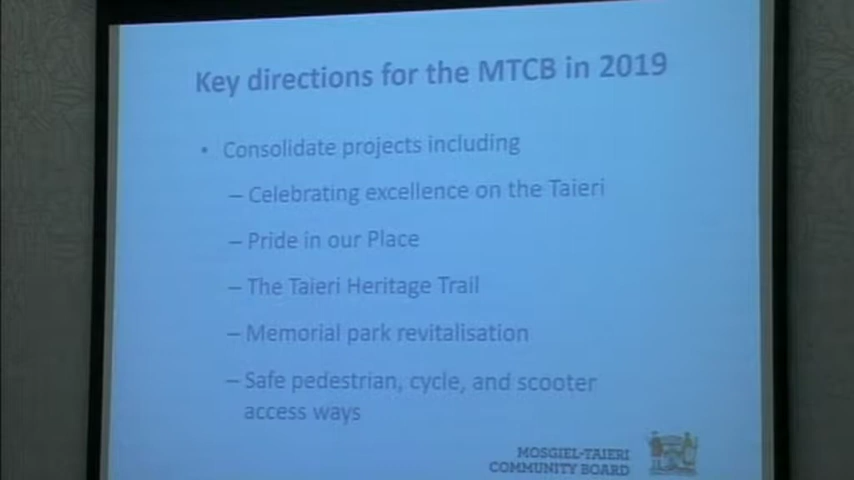 Key directions for the MTCB in 2019
• Consolidate projects including
– Celebrating excellence on the Taieri
– Pride in our Place
– The Taieri Heritage Trail
– Memorial park revitalisation
– Safe pedestrian, cycle, and scooter
access ways
MOSGIEL-TAIERI
COMMUNITY BOARD